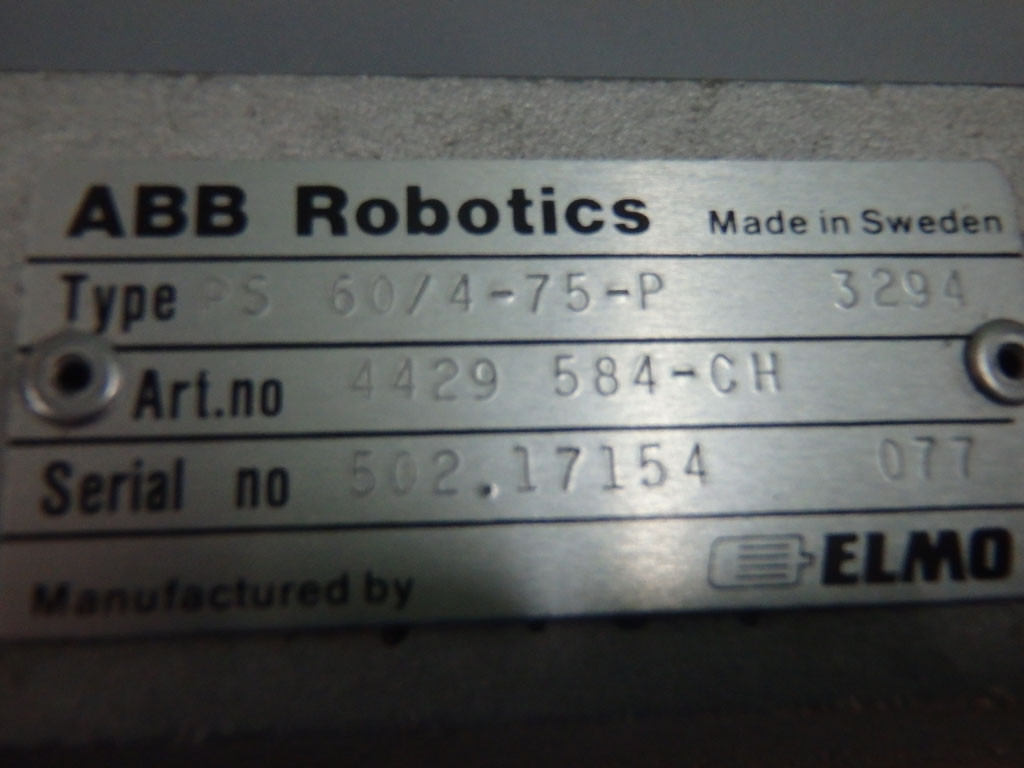 ABB Robotics Made in Sweden
Type PS 60/4-75-P 3294
Art.no 4429 584-CH
Serial no 502.17154 077
Manufactured by ELMO